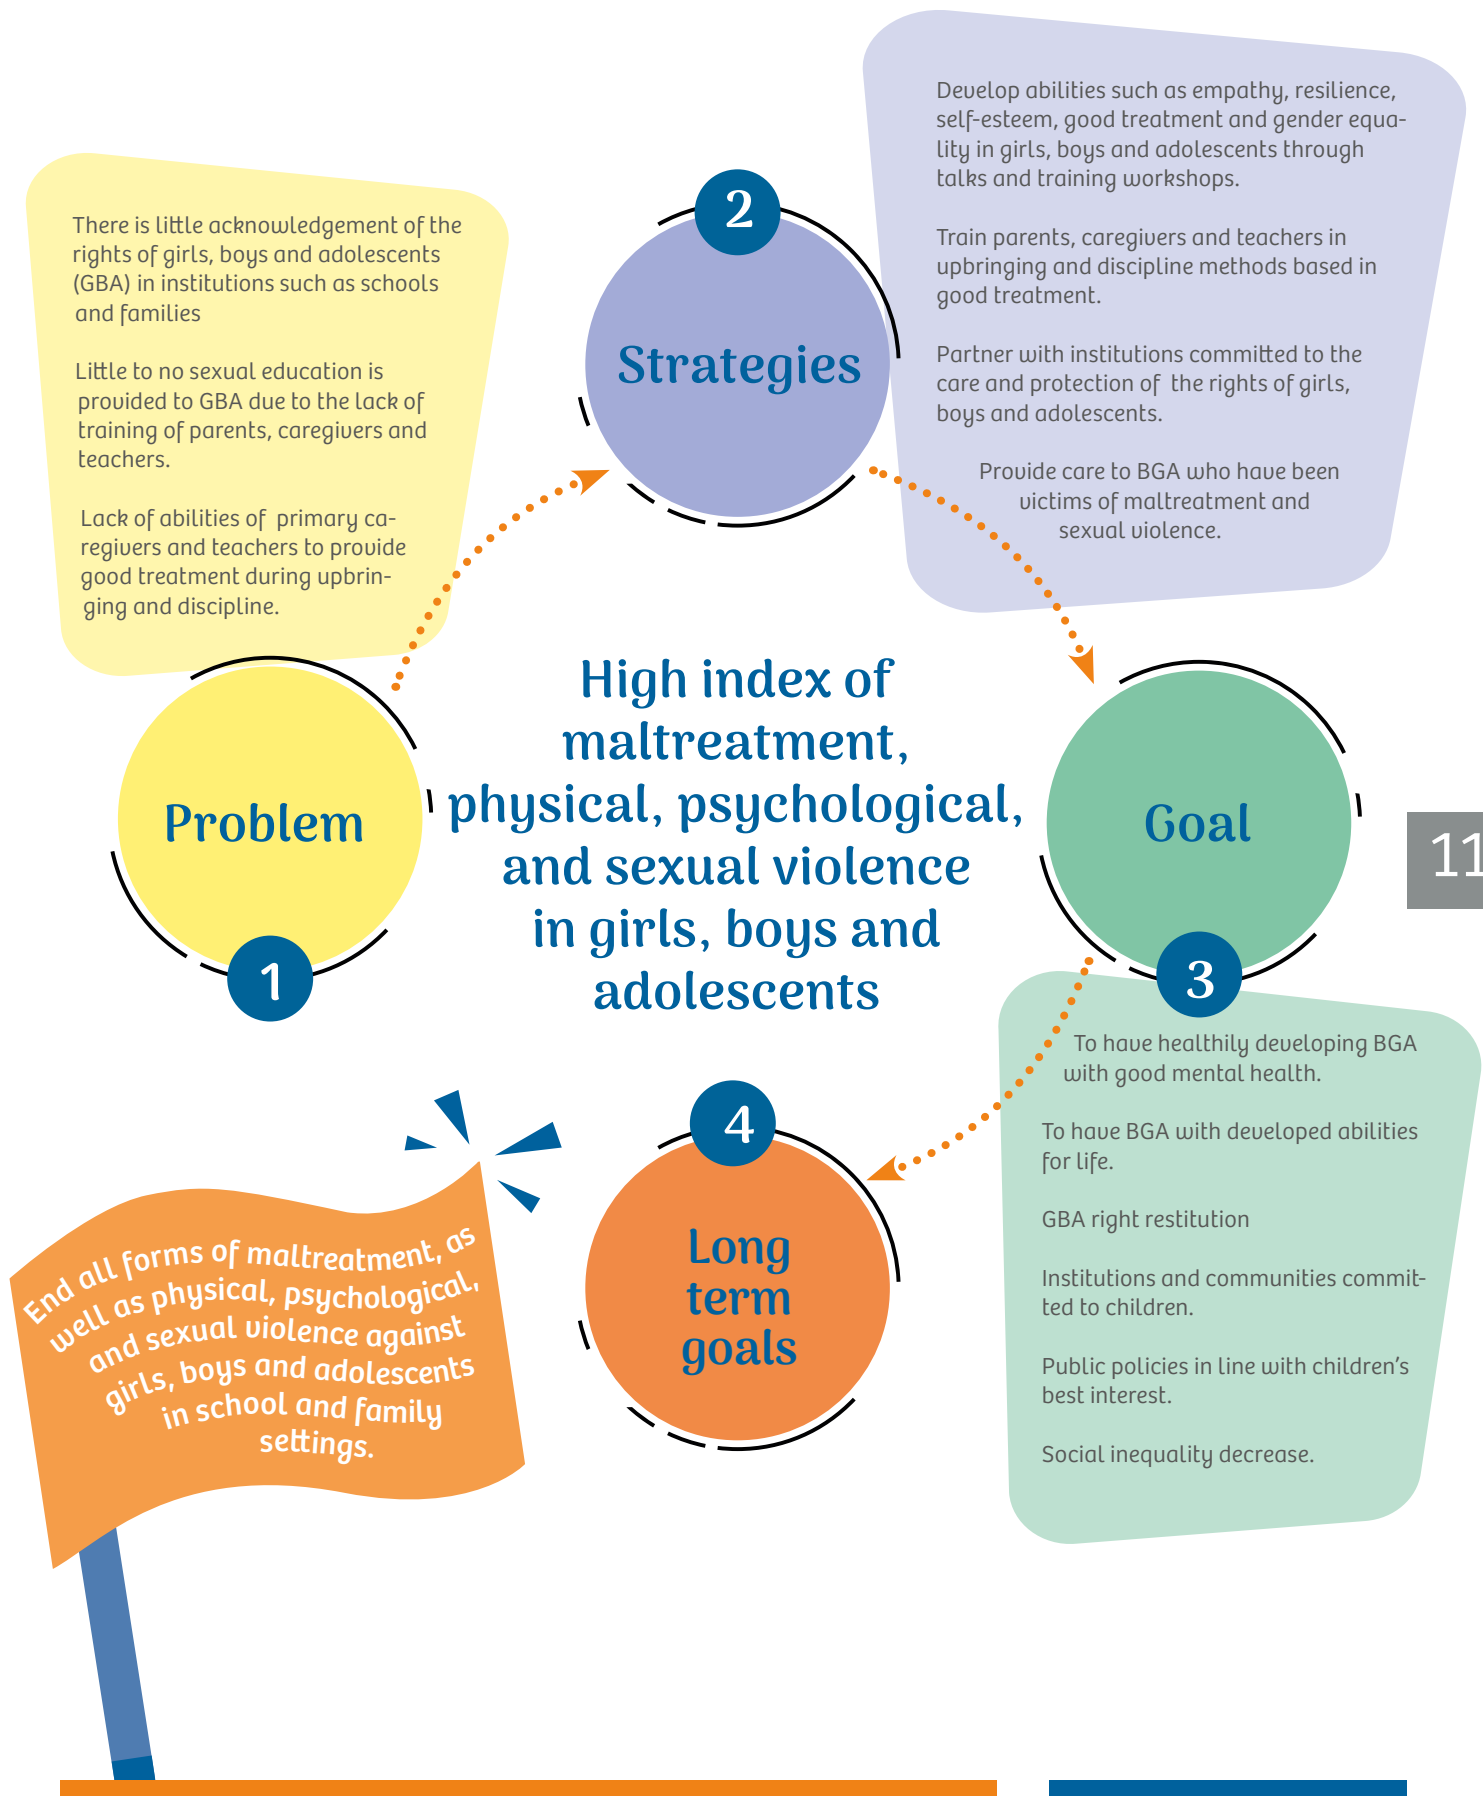 There is little acknowledgement of the
rights of girls, boys and adolescents
(GBA) in institutions such as schools
and families
Little to no sexual education is
provided to GBA due to the lack of
training of parents, caregivers and
teachers.
Lack of abilities of primary ca-
regivers and teachers to provide
good treatment during upbrin-
ging and discipline.
Problem
1
2
Strategies
Develop abilities such as empathy, resilience,
self-esteem, good treatment and gender equa-
lity in girls, boys and adolescents through
talks and training workshops.
Train parents, caregivers and teachers in
upbringing and discipline methods based in
good treatment.
Partner with institutions committed to the
care and protection of the rights of girls,
boys and adolescents.
Provide care to BGA who have been
victims of maltreatment and
sexual violence.
High index of
maltreatment,
physical, psychological,
and sexual violence
in girls, boys and
adolescents
Goal
11
3
To have healthily developing BGA
with good mental health.
To have BGA with developed abilities
for life.
GBA right restitution
Institutions and communities commit-
ted to children.
Public policies in line with children's
best interest.
Social inequality decrease.
4
Long
term
goals
End all forms of maltreatment, as
well as physical, psychological,
and sexual violence against
girls, boys and adolescents
in school and family
settings.